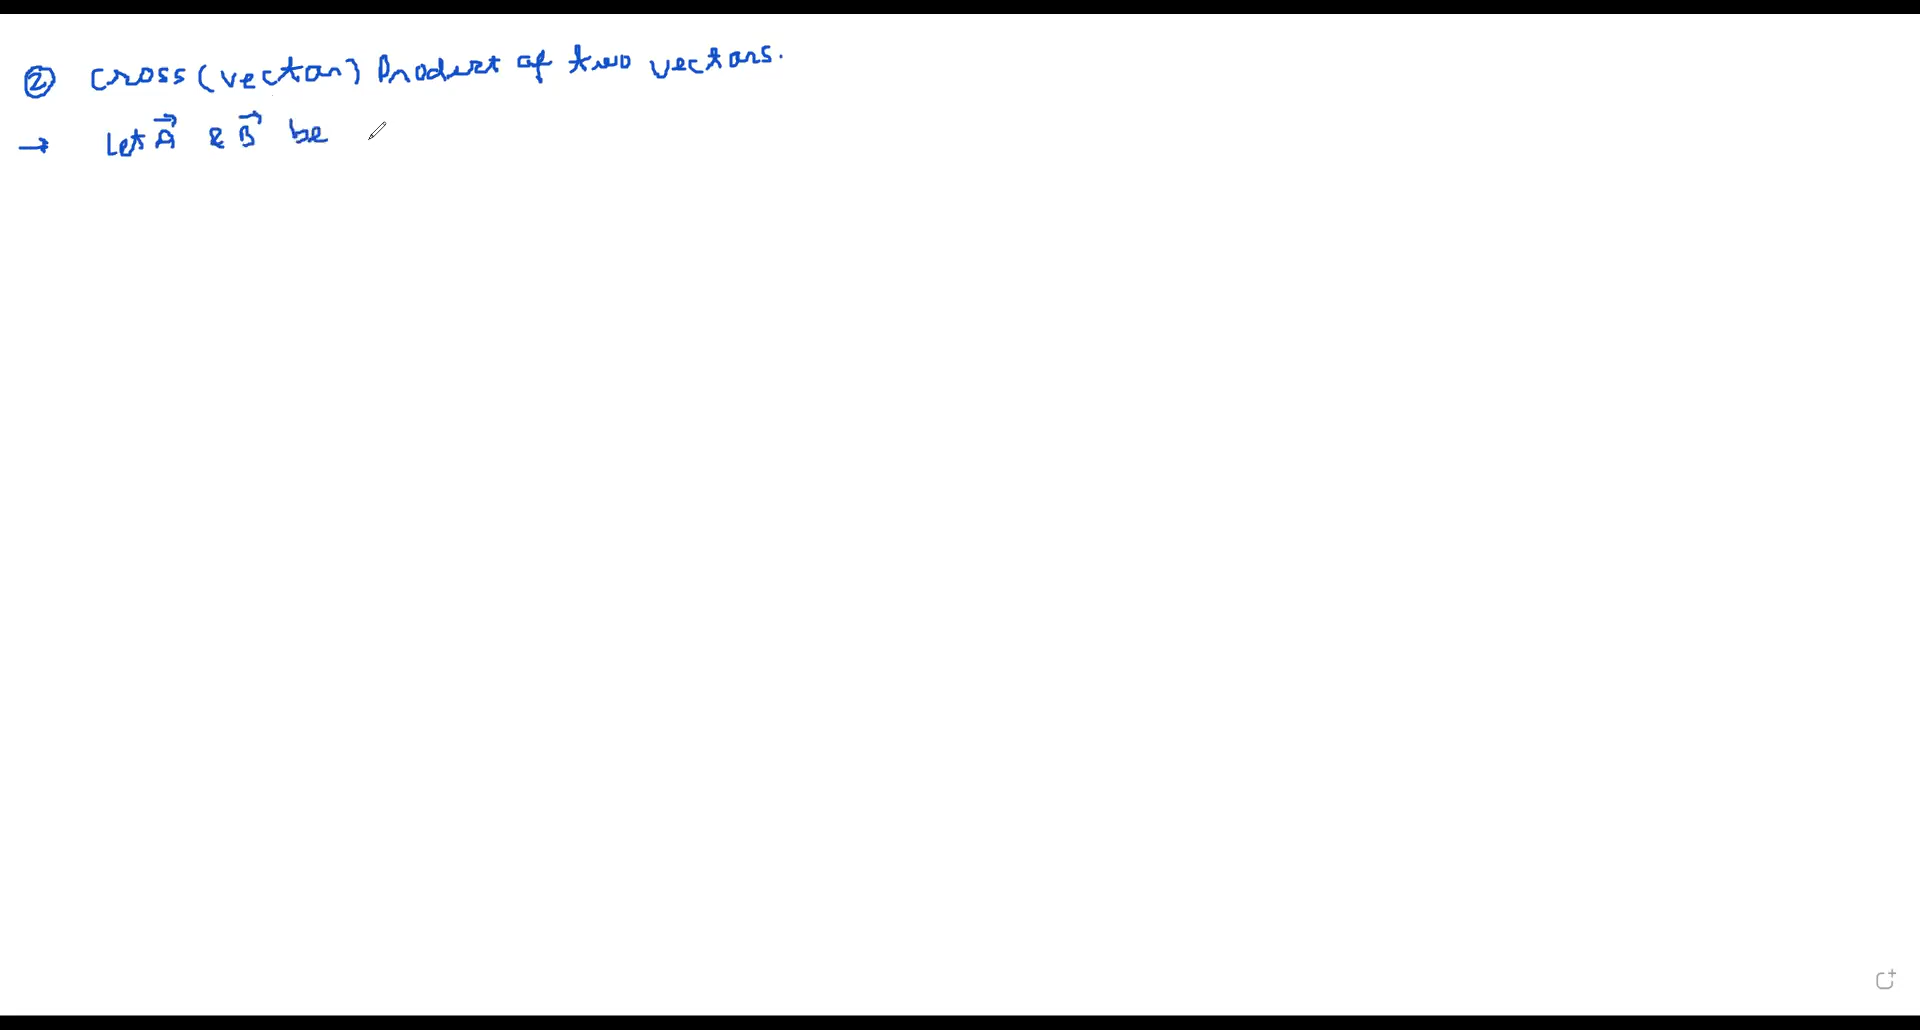 ② Cross (vector) Product of two vectors.
→ Let A⃗ & B⃗ be